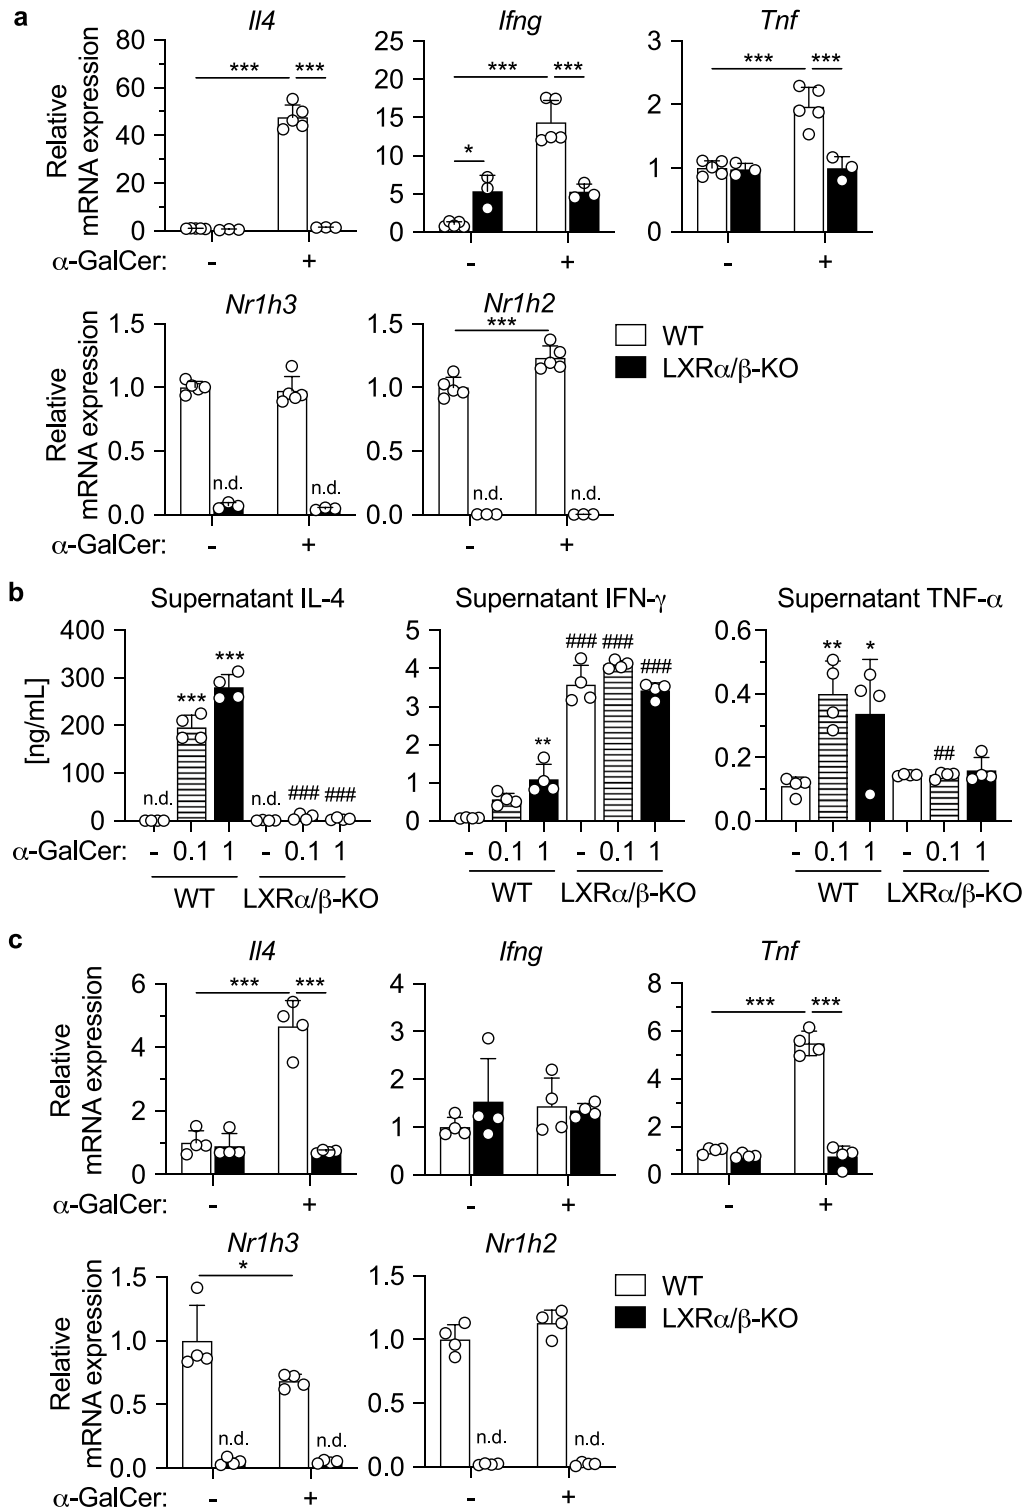 a
Il4
Ifng
Tnf
Relative
mRNA expression
80
60
40
20
0
*** ***
25
20
15
10
5
0
*** ***
*
3
2
1
0
*** ***
α-GalCer: - + - + - +
Nr1h3
Nr1h2
Relative
mRNA expression
1.5
1.0
0.5
0.0
n.d. n.d.
1.5
1.0
0.5
0.0
***
n.d. n.d.
WT
LXRα/β-KO
α-GalCer: - + - +
b
Supernatant IL-4
Supernatant IFN-γ
Supernatant TNF-α
[ng/mL]
400
300
200
100
0
n.d. *** *** n.d. ### ###
5
4
3
2
1
0
** ### ### ###
0.6
0.4
0.2
0.0
** * ##
α-GalCer: - 0.1 1 - 0.1 1 - 0.1 1 - 0.1 1 - 0.1 1 - 0.1 1
WT LXRα/β-KO WT LXRα/β-KO WT LXRα/β-KO
c
Il4
Ifng
Tnf
Relative
mRNA expression
6
4
2
0
*** ***
4
3
2
1
0
8
6
4
2
0
*** ***
α-GalCer: - + - + - +
Nr1h3
Nr1h2
Relative
mRNA expression
1.5
1.0
0.5
0.0
*
n.d. n.d.
1.5
1.0
0.5
0.0
n.d. n.d.
WT
LXRα/β-KO
α-GalCer: - + - +